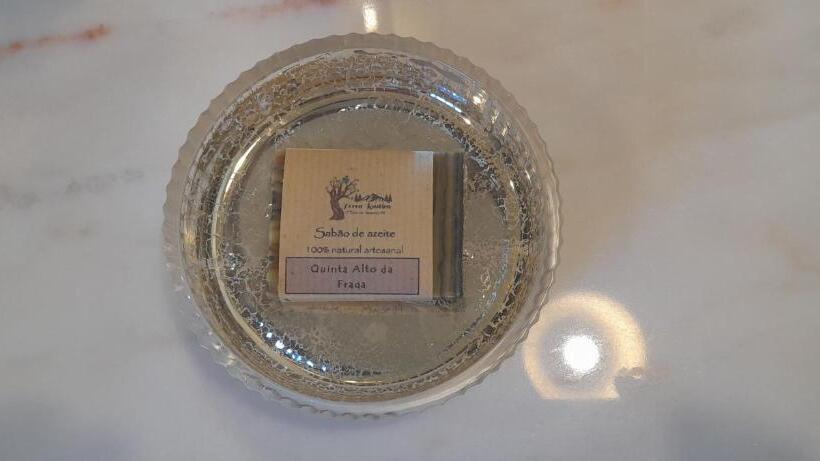 Sabão de azeite
100% natural artesanal
Quinta Alto da
Fraga